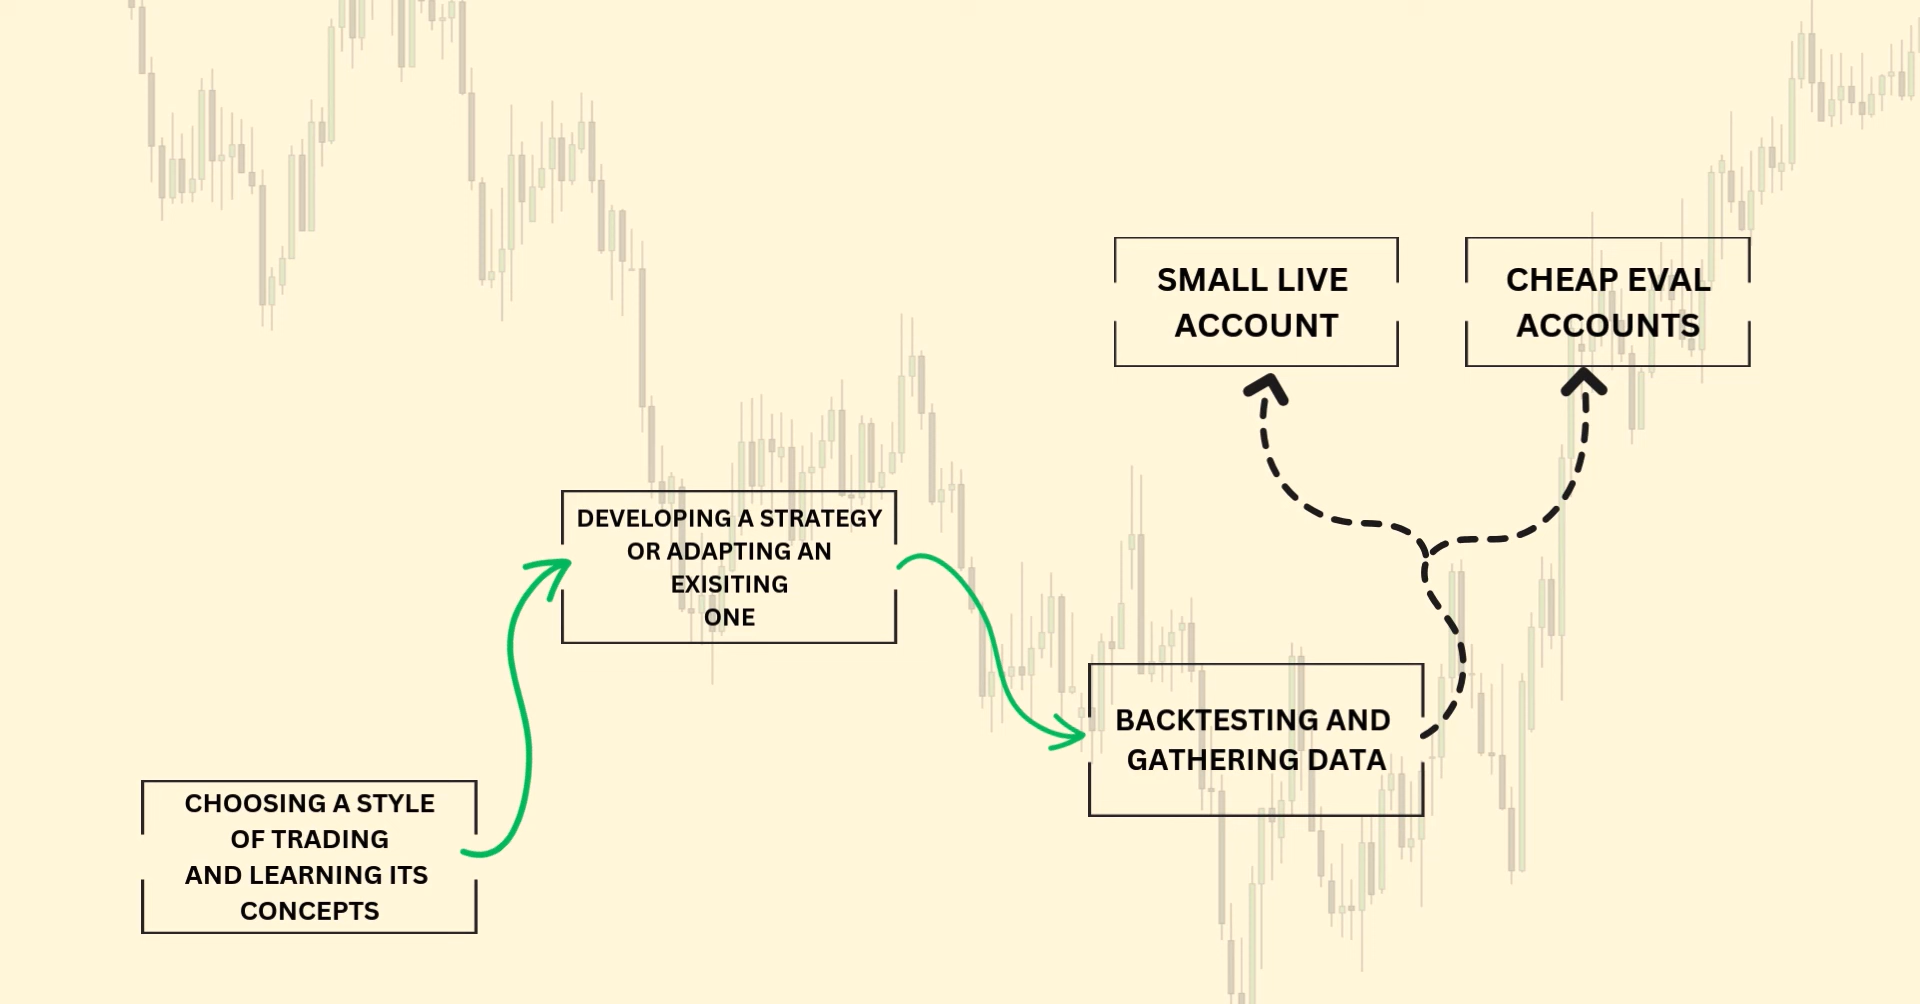 SMALL LIVE
ACCOUNT
CHEAP EVAL
ACCOUNTS
DEVELOPING A STRATEGY
OR ADAPTING AN
EXISITING
ONE
BACKTESTING AND
GATHERING DATA
CHOOSING A STYLE
OF TRADING
AND LEARNING ITS
CONCEPTS